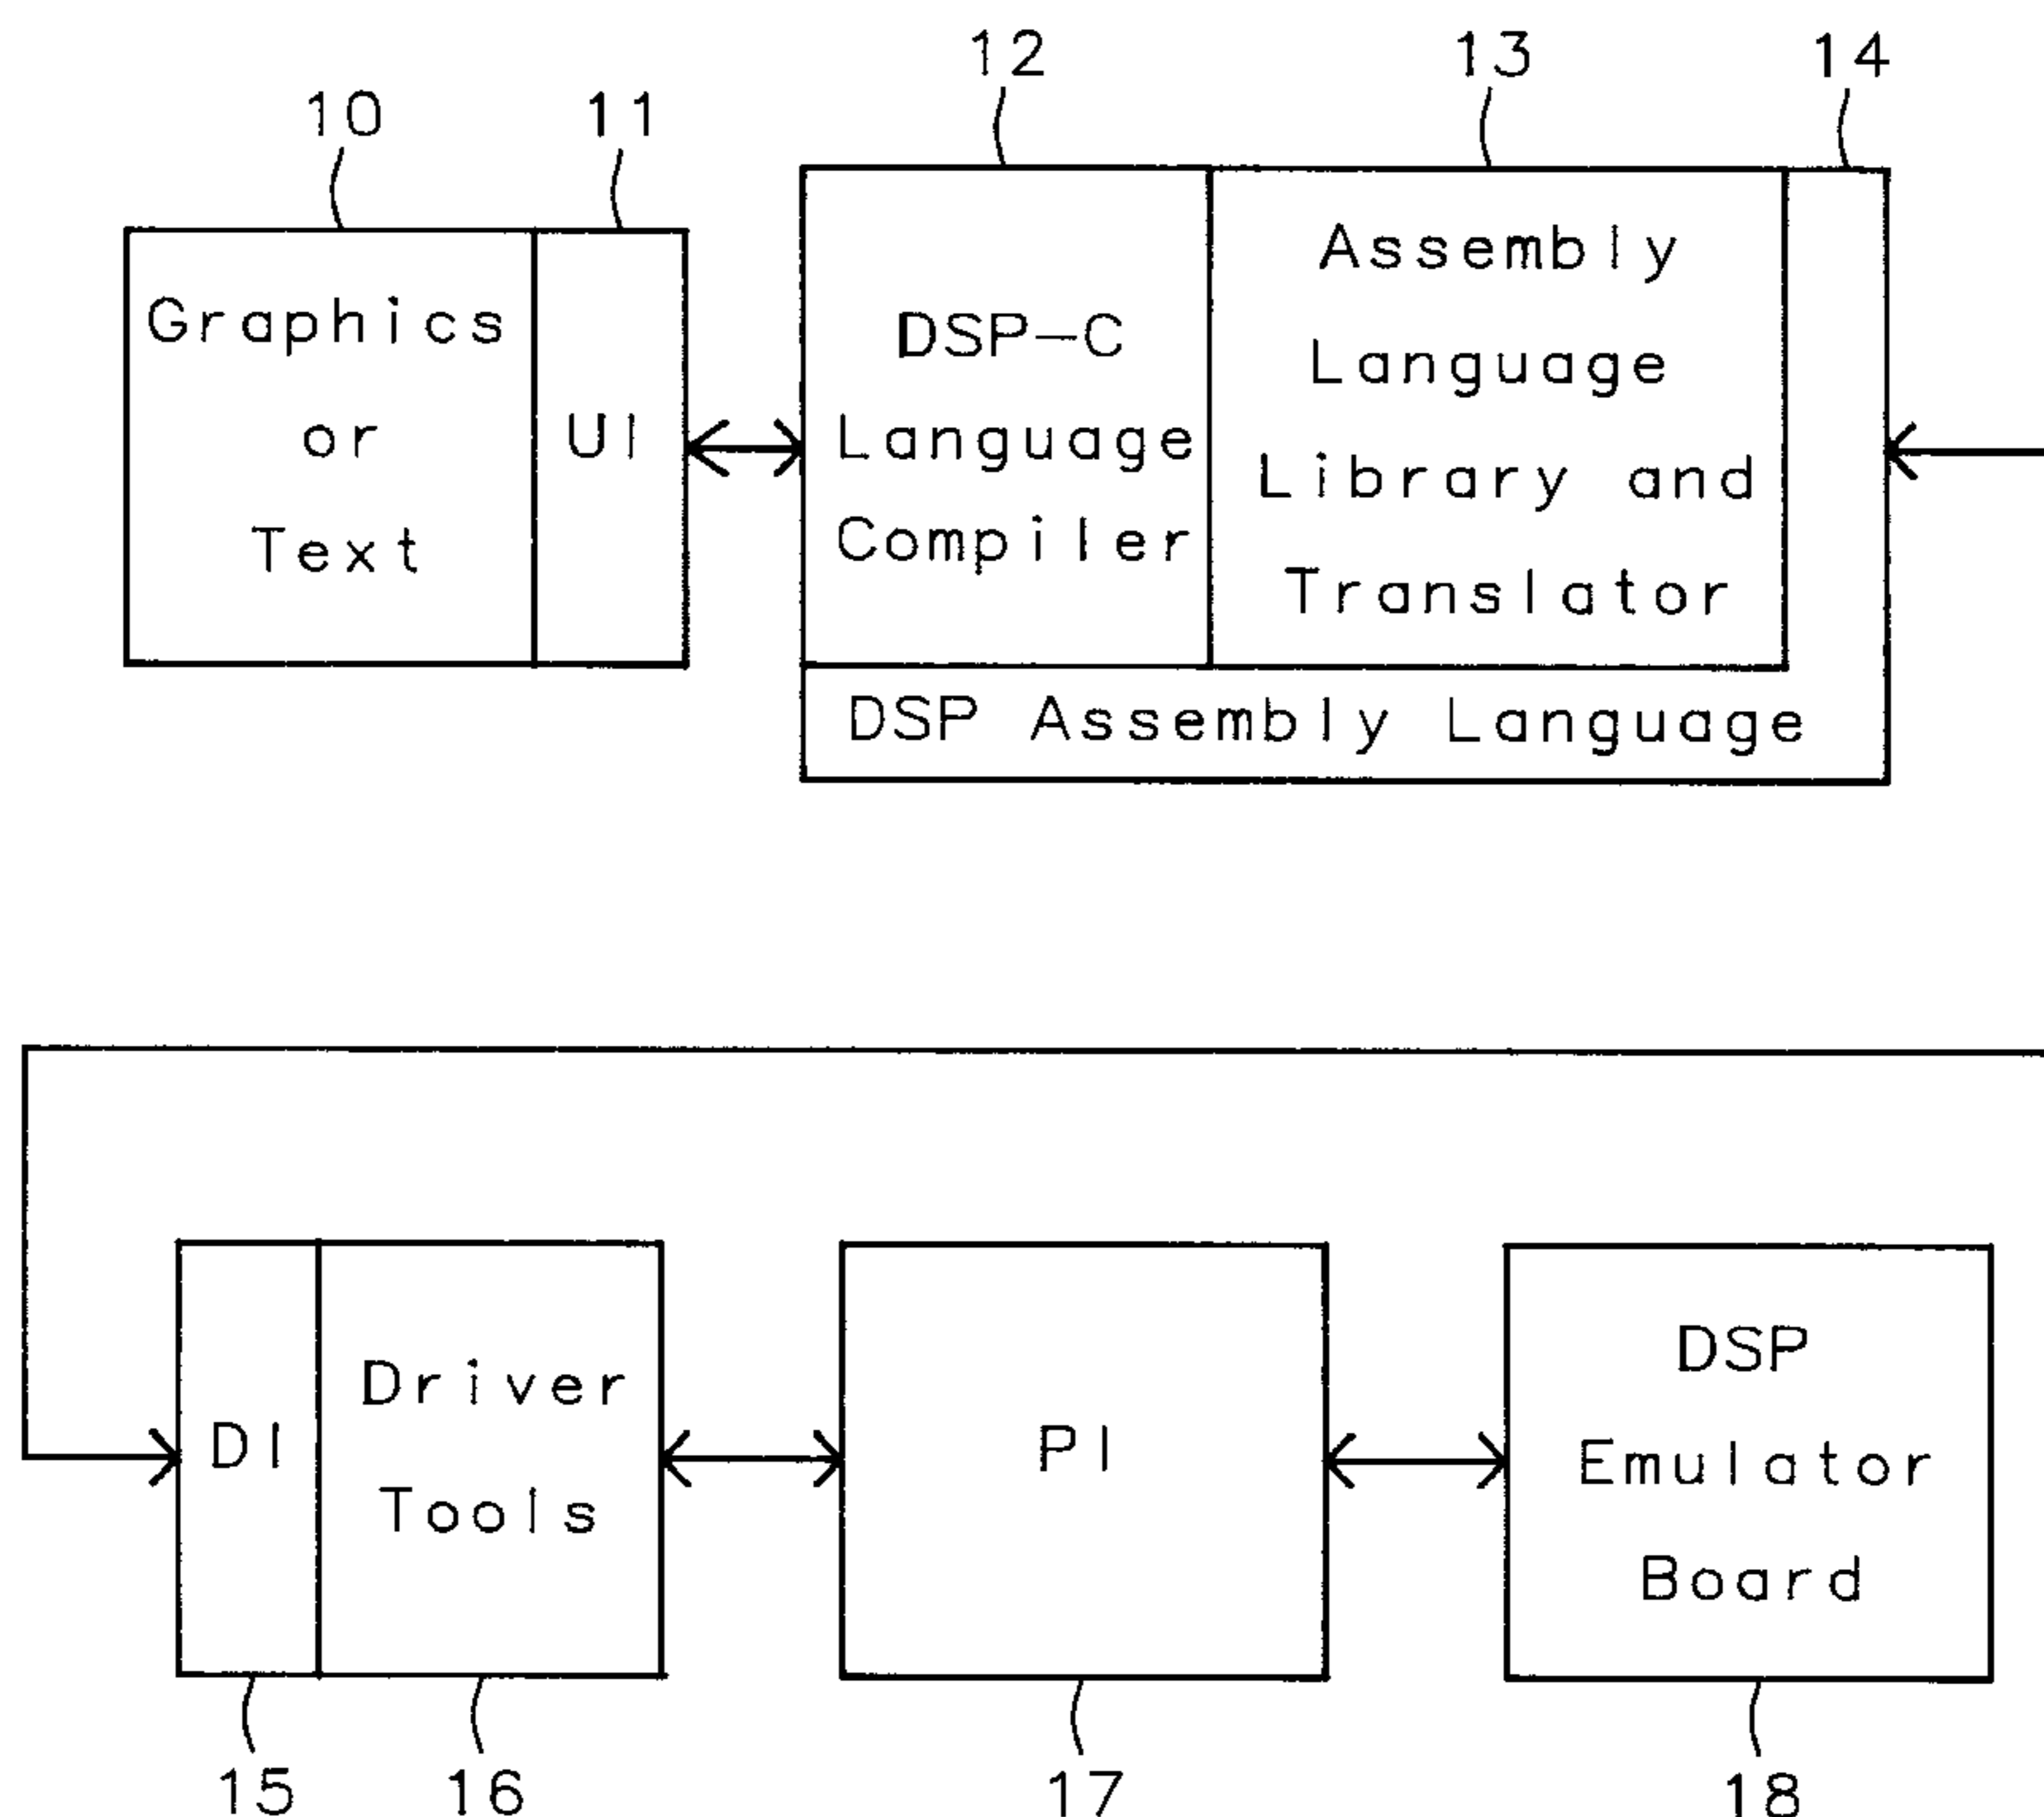 12
13
14
10
11
Graphics
or
Text
UI
DSP-C
Language
Compiler
Assembly
Language
Library and
Translator
DSP Assembly Language
DI
Driver
Tools
PI
DSP
Emulator
Board
15
16
17
18